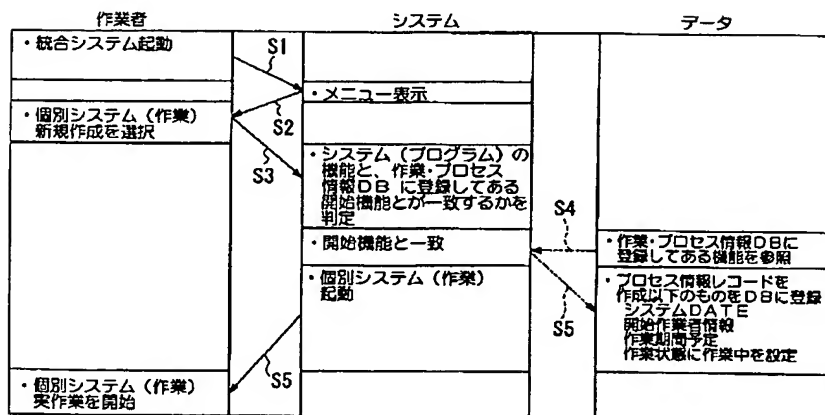 作業者
システム
データ
・統合システム起動
S1
・メニュー表示
S2
・個別システム(作業)
新規作成を選択
S3
・システム(プログラム)の
機能と、作業・プロセス
情報DBに登録してある
開始機能とが一致するかを
判定
S4
・開始機能と一致
・作業・プロセス情報DBに
登録してある機能を参照
・個別システム(作業)
起動
・プロセス情報レコードを
作成以下のものをDBに登録
システムDATE
開始作業者情報
作業期間予定
作業状態に作業中を設定
S5
S5
・個別システム(作業)
実作業を開始